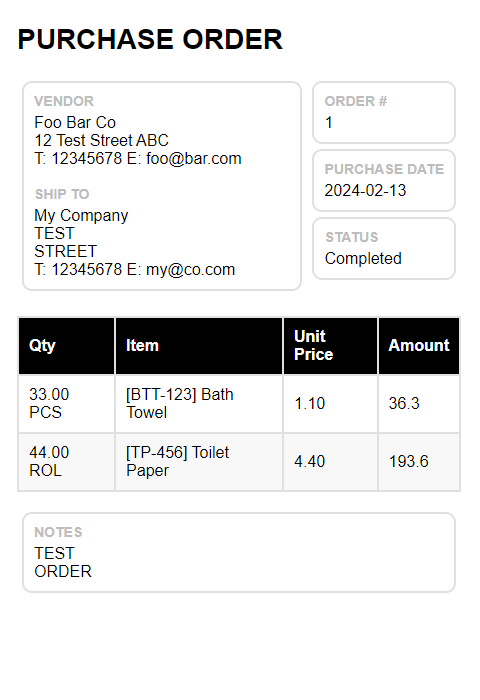 PURCHASE ORDER
VENDOR
Foo Bar Co
12 Test Street ABC
T: 12345678 E: foo@bar.com
SHIP TO
My Company
TEST
STREET
T: 12345678 E: my@co.com
ORDER #
1
PURCHASE DATE
2024-02-13
STATUS
Completed
Qty Item Unit Price Amount
33.00 PCS [BTT-123] Bath Towel 1.10 36.3
44.00 ROL [TP-456] Toilet Paper 4.40 193.6
NOTES
TEST
ORDER